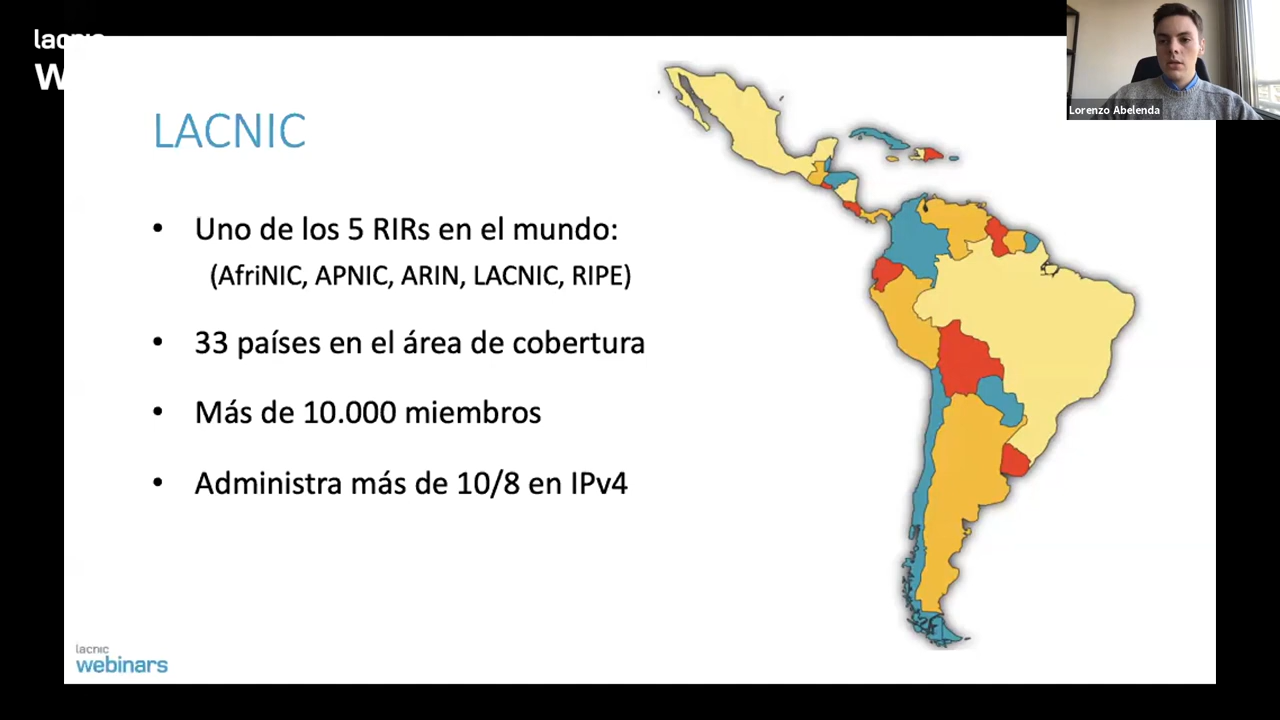 lacnic
W
Lorenzo Abelenda
LACNIC
• Uno de los 5 RIRs en el mundo:
(AfriNIC, APNIC, ARIN, LACNIC, RIPE)
• 33 países en el área de cobertura
• Más de 10.000 miembros
• Administra más de 10/8 en IPv4
lacnic
webinars